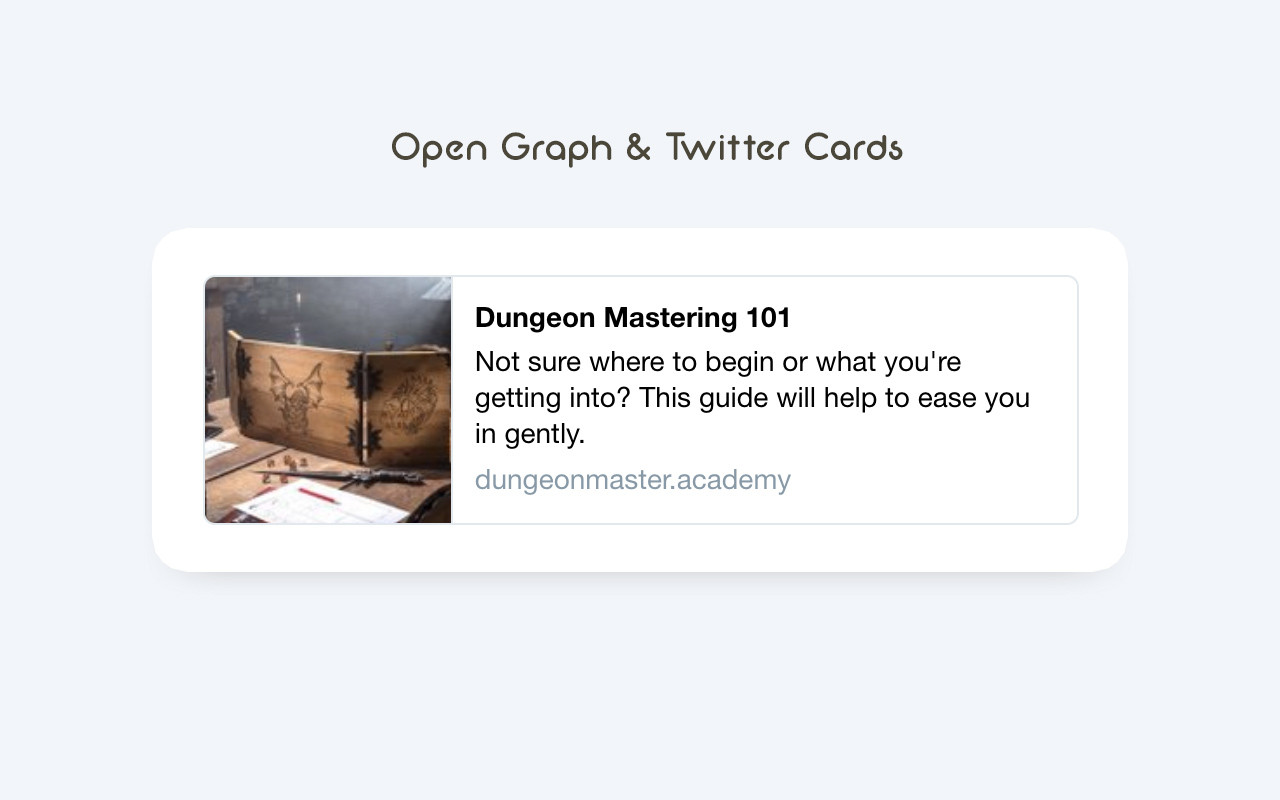 Open Graph & Twitter Cards
Dungeon Mastering 101
Not sure where to begin or what you're
getting into? This guide will help to ease you
in gently.
dungeonmaster.academy